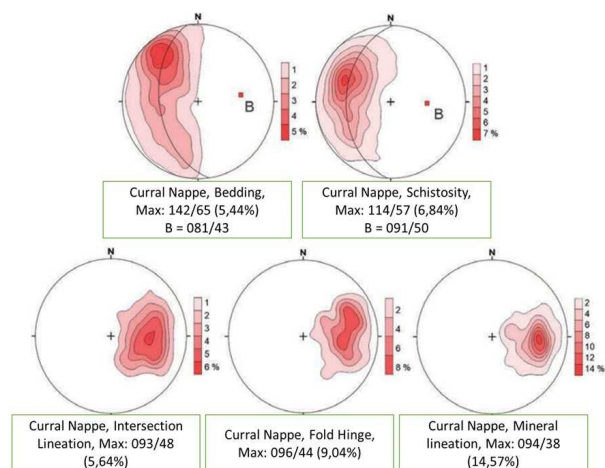 N
N
1
2
3
4
5 %
1
2
3
4
5
6
7 %
B
B
Curral Nappe, Bedding,
Max: 142/65 (5,44%)
B = 081/43
Curral Nappe, Schistosity,
Max: 114/57 (6,84%)
B = 091/50
N
N
N
1
2
3
4
5
6 %
2
4
6
8 %
2
4
6
8
10
12
14 %
Curral Nappe, Intersection
Lineation, Max: 093/48
(5,64%)
Curral Nappe, Fold Hinge,
Max: 096/44 (9,04%)
Curral Nappe, Mineral
lineation, Max: 094/38
(14,57%)